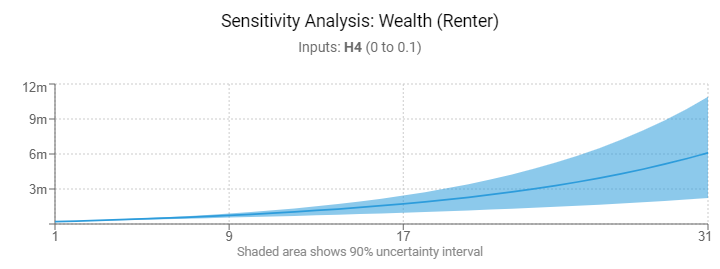 Sensitivity Analysis: Wealth (Renter)
Inputs: H4 (0 to 0.1)
12m
9m
6m
3m
1 9 17 31
Shaded area shows 90% uncertainty interval